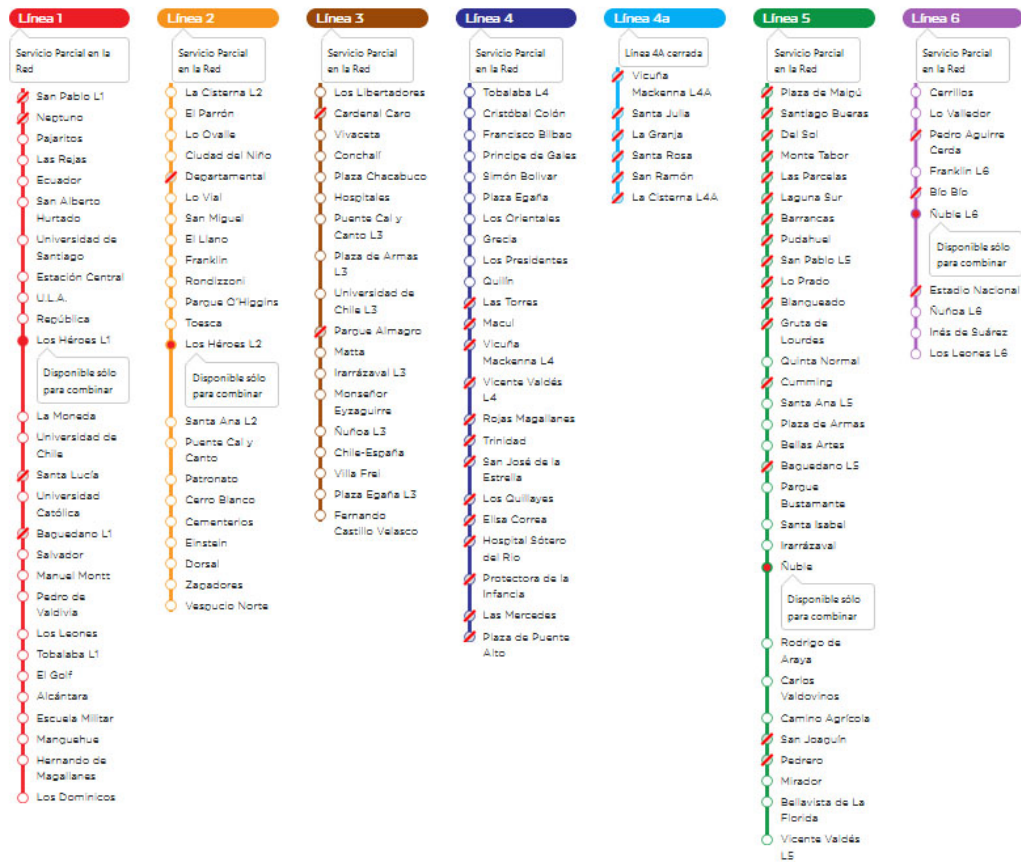 Línea 1
Servicio Parcial en la
Red
San Pablo L1
Neptuno
Pajaritos
Las Rejas
Ecuador
San Alberto
Hurtado
Universidad de
Santiago
Estación Central
U.L.A.
República
Los Héroes L1
Disponible sólo
para combinar
La Moneda
Universidad de
Chile
Santa Lucía
Universidad
Católica
Baquedano L1
Salvador
Manuel Montt
Pedro de
Valdivia
Los Leones
Tobalaba L1
El Golf
Alcántara
Escuela Militar
Manquehue
Hernando de
Magallanes
Los Dominicos
Línea 2
Servicio Parcial
en la Red
La Cisterna L2
El Parrón
Lo Ovalle
Ciudad del Niño
Departamental
Lo Vial
San Miguel
El Llano
Franklin
Rondizzoni
Parque O'Higgins
Toesca
Los Héroes L2
Disponible sólo
para combinar
Santa Ana L2
Puente Cal y
Canto
Patronato
Cerro Blanco
Cementerios
Einstein
Dorsal
Zapadores
Vespucio Norte
Línea 3
Servicio Parcial
en la Red
Los Libertadores
Cardenal Caro
Vivaceta
Conchalí
Plaza Chacabuco
Hospitales
Puente Cal y
Canto L3
Plaza de Armas
L3
Universidad de
Chile L3
Parque Almagro
Matta
Irarrázaval L3
Monseñor
Eyzaguirre
Ñuñoa L3
Chile-España
Villa Frei
Plaza Egaña L3
Fernando
Castillo Velasco
Línea 4
Servicio Parcial
en la Red
Tobalaba L4
Cristóbal Colón
Francisco Bilbao
Principe de Gales
Simón Bolivar
Plaza Egaña
Los Orientales
Grecia
Los Presidentes
Quilín
Las Torres
Macul
Vicuña
Mackenna L4
Vicente Valdés
L4
Rojas Magallanes
Trinidad
San José de la
Estrella
Los Quillayes
Elisa Correa
Hospital Sótero
del Rio
Protectora de la
Infancia
Las Mercedes
Plaza de Puente
Alto
Línea 4a
Linea 4A cerrada
Vicuña
Mackenna L4A
Santa Julia
La Granja
Santa Rosa
San Ramón
La Cisterna L4A
Línea 5
Servicio Parcial
en la Red
Plaza de Maipú
Santiago Bueras
Del Sol
Monte Tabor
Las Parcelas
Laguna Sur
Barrancas
Pudahuel
San Pablo L5
Lo Prado
Blanqueado
Gruta de
Lourdes
Quinta Normal
Cumming
Santa Ana L5
Plaza de Armas
Bellas Artes
Baquedano L5
Parque
Bustamante
Santa Isabel
Irarrázaval
Ñuble
Disponible sólo
para combinar
Rodrigo de
Araya
Carlos
Valdovinos
Camino Agrícola
San Joaquín
Pedrero
Mirador
Bellavista de La
Florida
Vicente Valdés
L5
Línea 6
Servicio Parcial
en la Red
Cerrillos
Lo Valledor
Pedro Aguirre
Cerda
Franklin L6
Bío Bío
Ñuble L6
Disponible sólo
para combinar
Estadio Nacional
Ñuñoa L6
Inés de Suárez
Los Leones L6